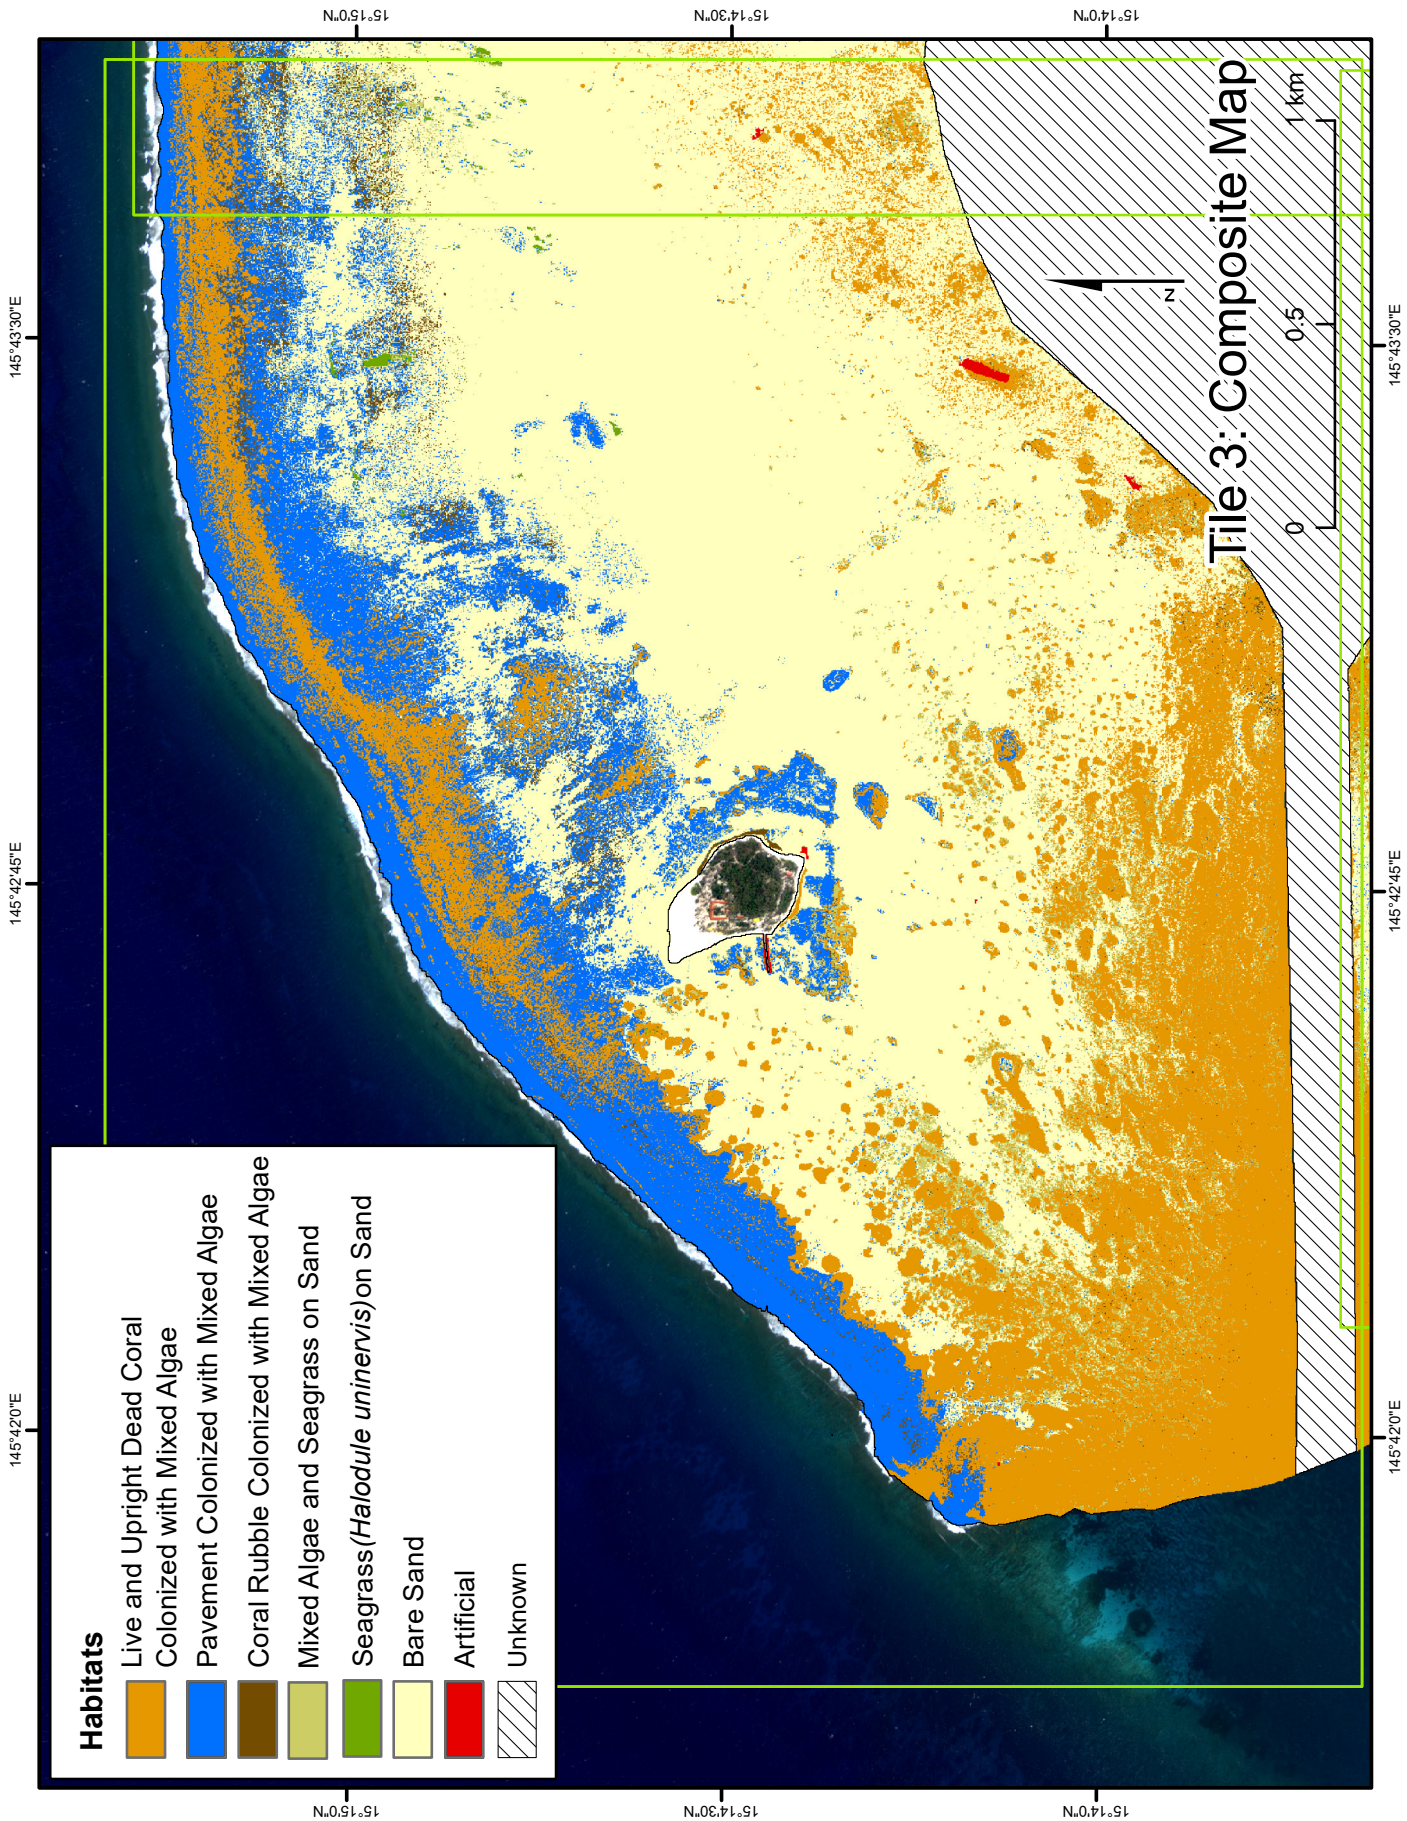 Habitats
Live and Upright Dead Coral
Colonized with Mixed Algae
Pavement Colonized with Mixed Algae
Coral Rubble Colonized with Mixed Algae
Mixed Algae and Seagrass on Sand
Seagrass(Halodule uninervis)on Sand
Bare Sand
Artificial
Unknown
145°42'0"E
145°42'45"E
145°43'30"E
15°15'0"N
15°14'30"N
15°14'0"N
15°15'0"N
15°14'30"N
15°14'0"N
N
Tile 3: Composite Map
0
0.5
1 km
145°42'0"E
145°42'45"E
145°43'30"E